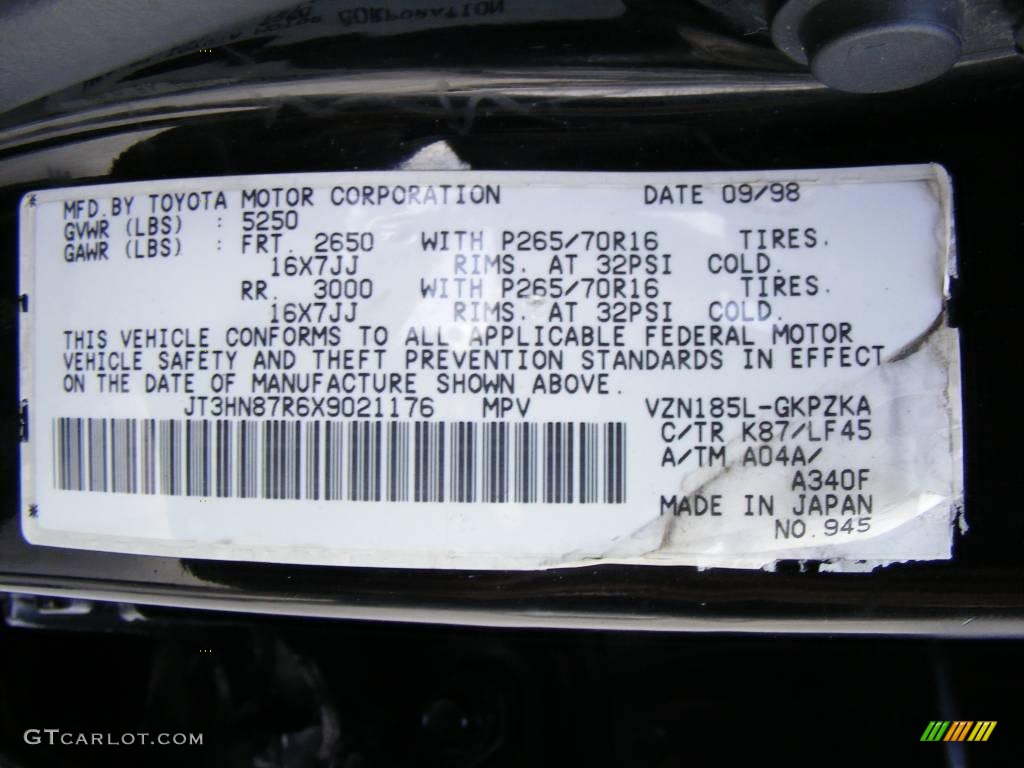 MFD. BY TOYOTA MOTOR CORPORATION DATE 09/98
GVWR (LBS) : 5250
GAWR (LBS) : FRT. 2650 WITH P265/70R16 TIRES.
16X7JJ RIMS. AT 32PSI COLD.
RR. 3000 WITH P265/70R16 TIRES.
16X7JJ RIMS. AT 32PSI COLD.
THIS VEHICLE CONFORMS TO ALL APPLICABLE FEDERAL MOTOR
VEHICLE SAFETY AND THEFT PREVENTION STANDARDS IN EFFECT
ON THE DATE OF MANUFACTURE SHOWN ABOVE.
JT3HN87R6X9021176 MPV VZN185L-GKPZKA
C/TR K87/LF45
A/TM A04A/
A340F
MADE IN JAPAN
NO. 945
GTCARLOT.COM